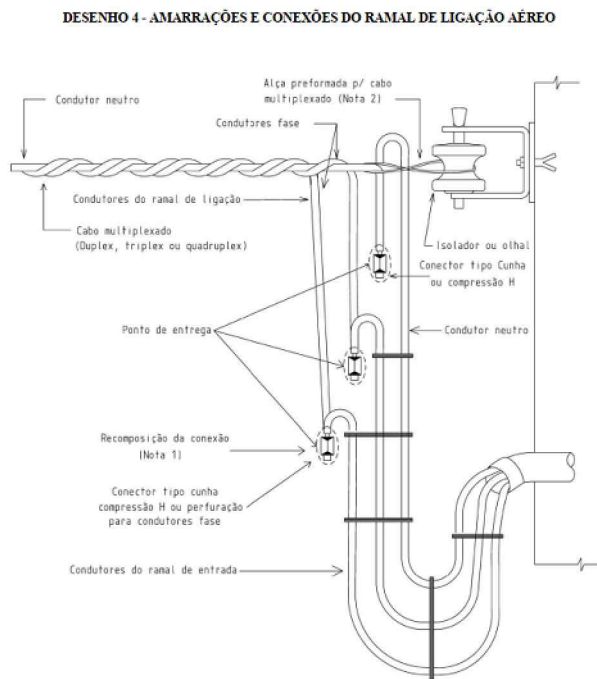 DESENHO 4 - AMARRAÇÕES E CONEXÕES DO RAMAL DE LIGAÇÃO AÉREO
Alça preformada p/ cabo
multiplexado (Nota 2)
Condutor neutro
Condutores fase
Condutores do ramal de ligação
Cabo multiplexado
(Duplex, triplex ou quadruplex)
Isolador ou olhal
Conector tipo Cunha
ou compressão H
Ponto de entrega
Condutor neutro
Recomposição da conexão
(Nota 1)
Conector tipo cunha
compressão H ou perfuração
para condutores fase
Condutores do ramal de entrada